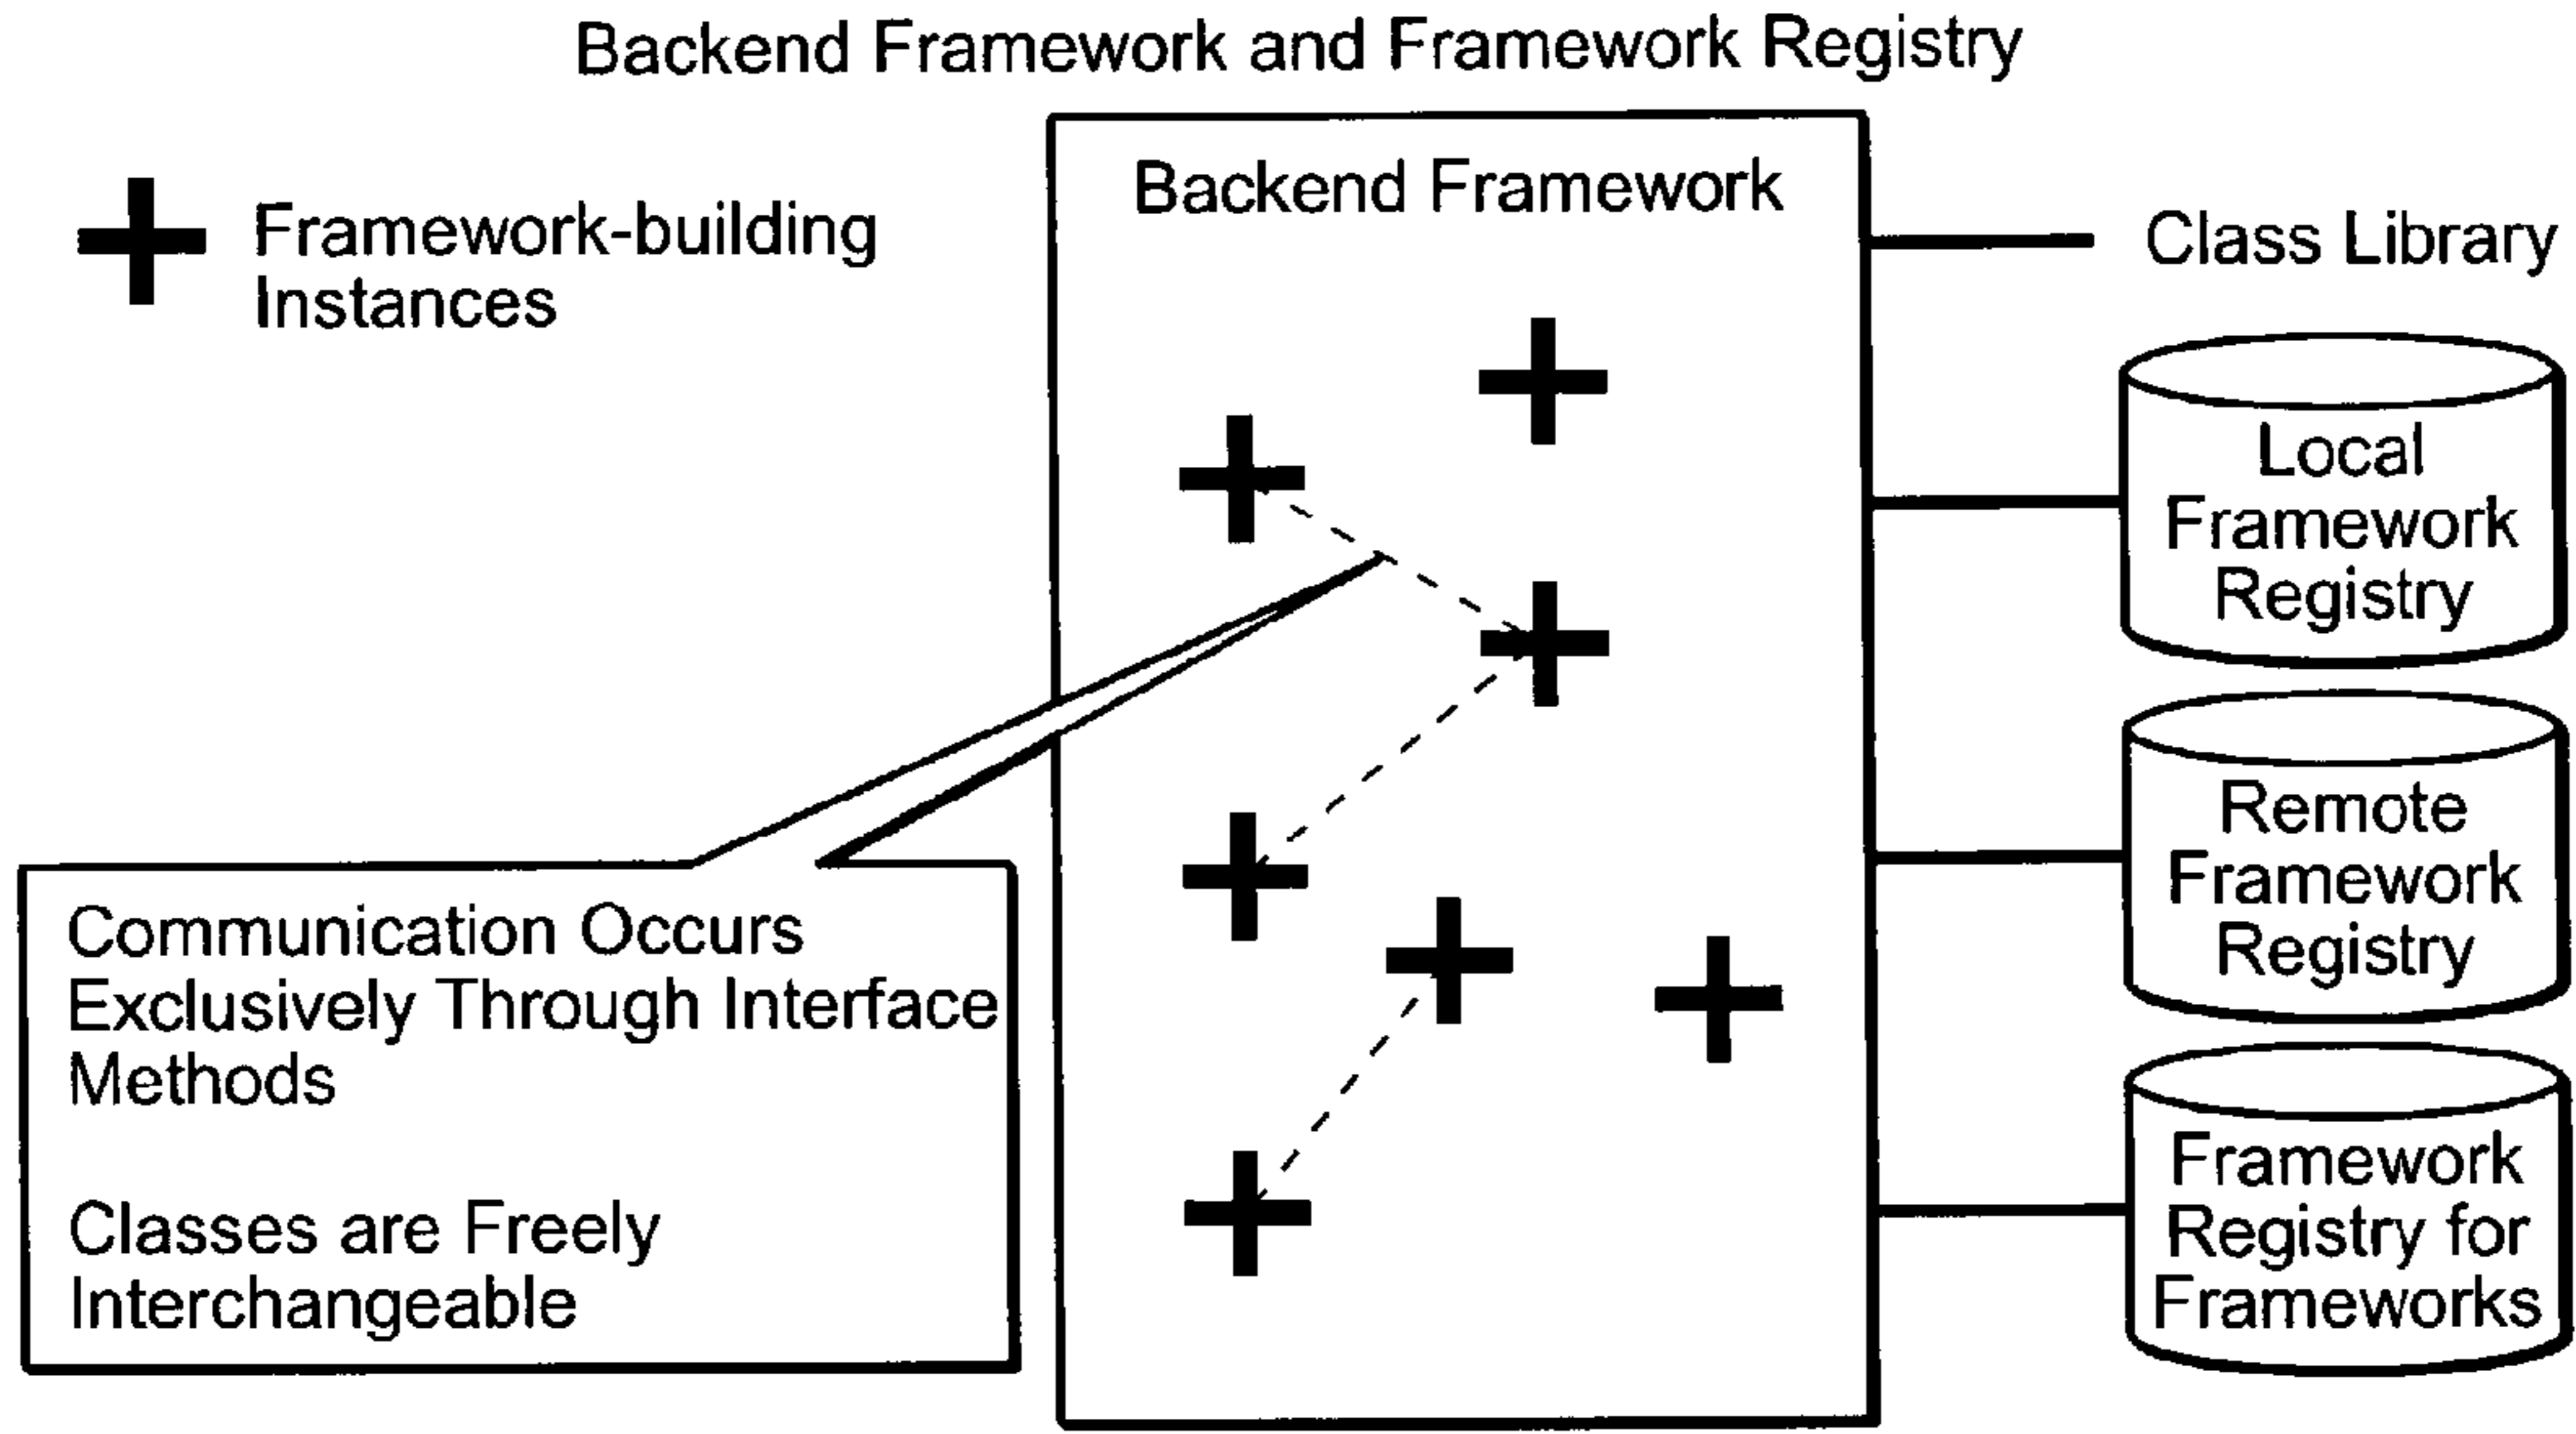 Backend Framework and Framework Registry
Framework-building
Instances
Backend Framework
Class Library
Local
Framework
Registry
Remote
Framework
Registry
Framework
Registry for
Frameworks
Communication Occurs
Exclusively Through Interface
Methods
Classes are Freely
Interchangeable